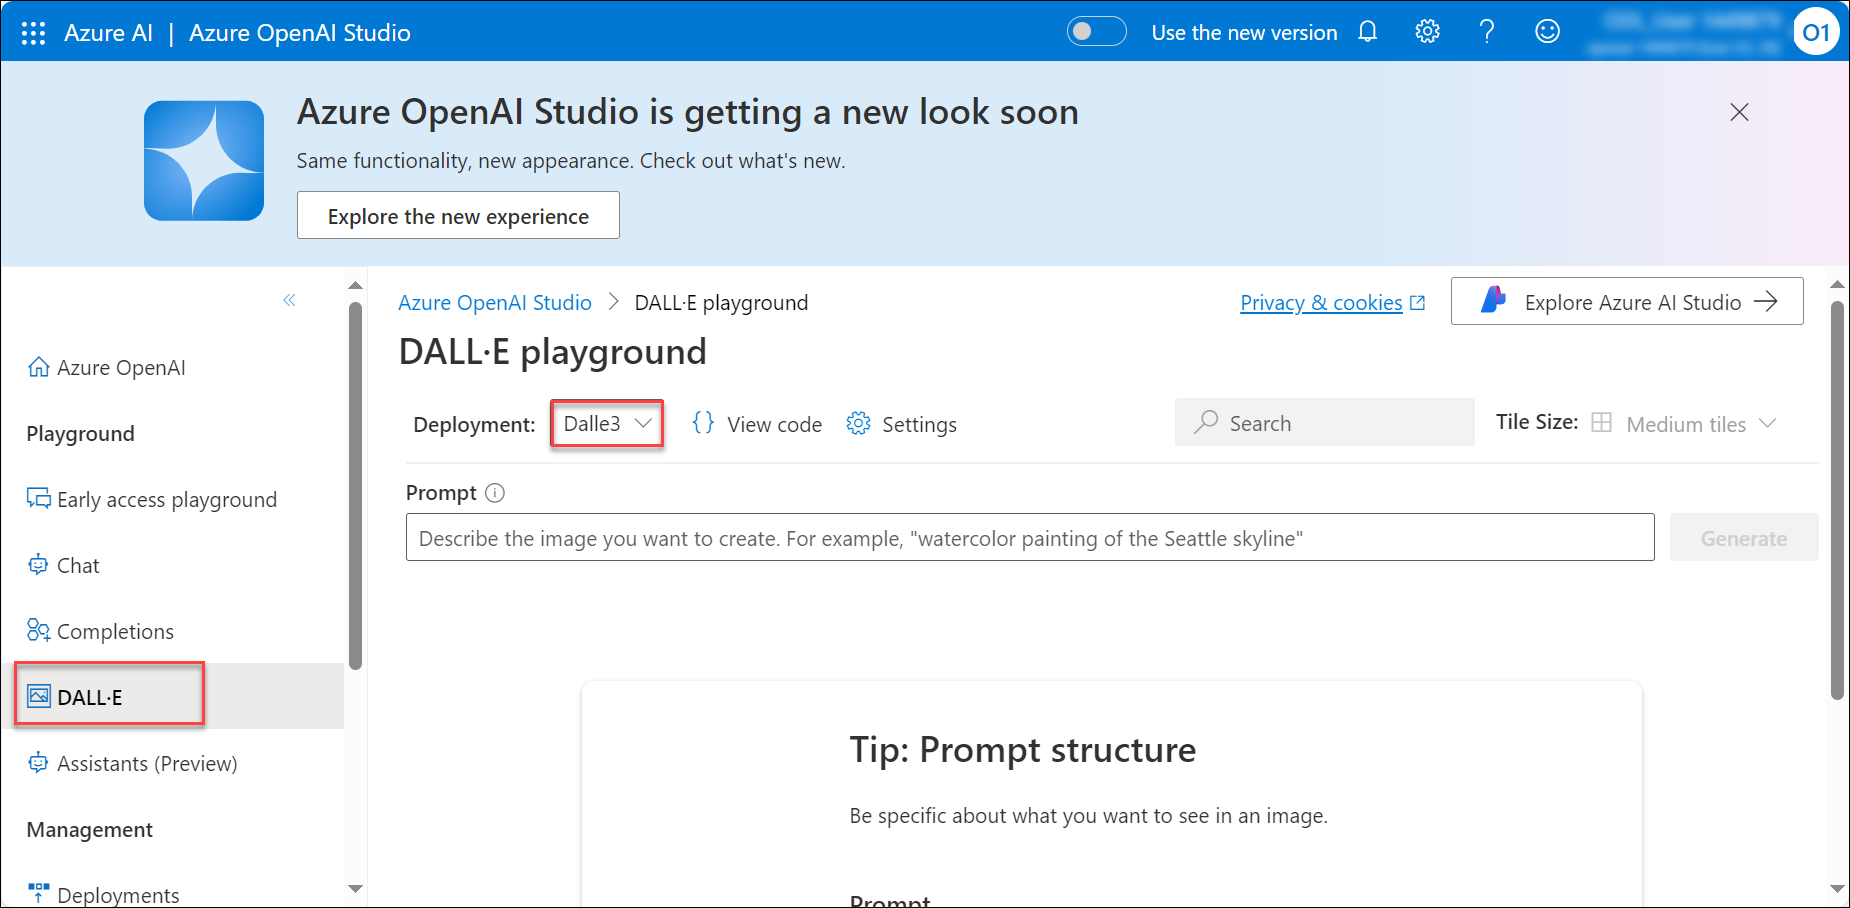 Azure AI | Azure OpenAI Studio
Use the new version
O1
Azure OpenAI Studio is getting a new look soon
Same functionality, new appearance. Check out what's new.
Explore the new experience
Azure OpenAI
Playground
Early access playground
Chat
Completions
DALL·E
Assistants (Preview)
Management
Deployments
Azure OpenAI Studio > DALL·E playground
Privacy & cookies
Explore Azure AI Studio
DALL·E playground
Deployment: Dalle3
{} View code
Settings
Search
Tile Size: Medium tiles
Prompt
Describe the image you want to create. For example, "watercolor painting of the Seattle skyline"
Generate
Tip: Prompt structure
Be specific about what you want to see in an image.
Prompt